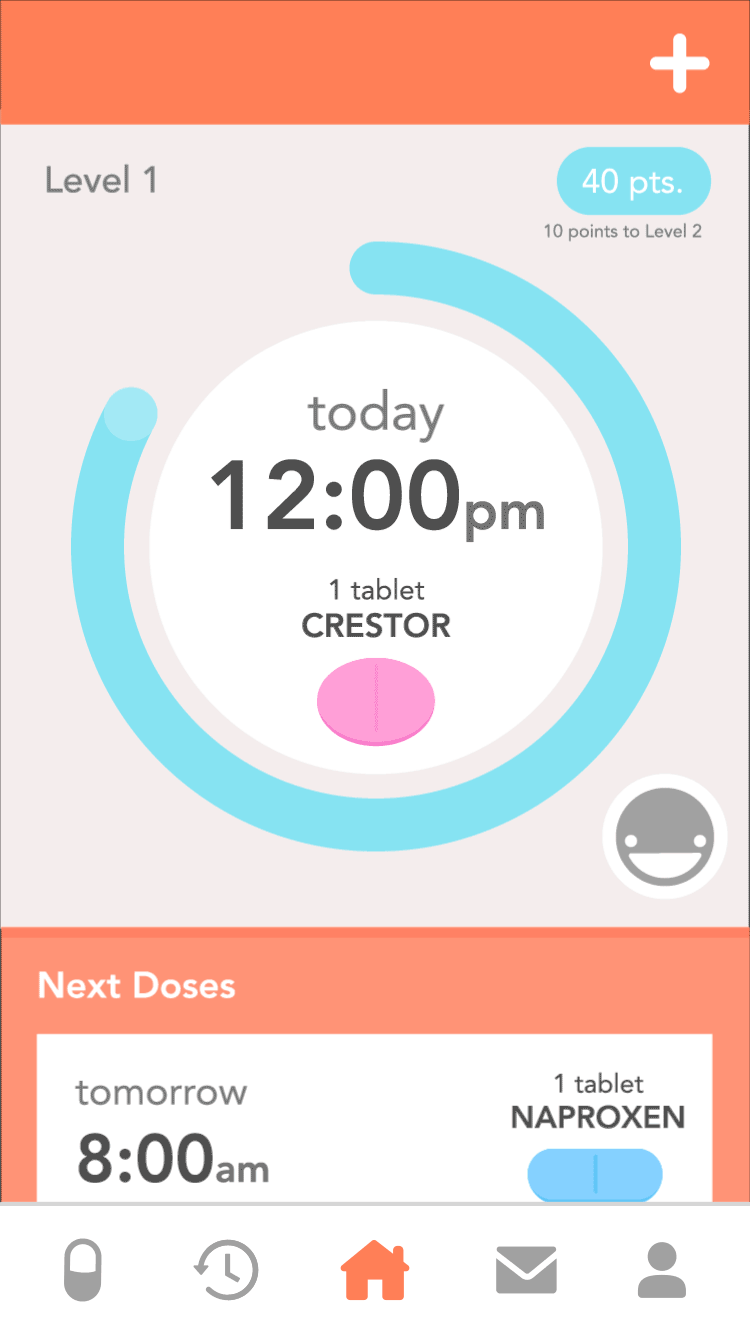 Level 1
40 pts.
10 points to Level 2
today
12:00pm
1 tablet
CRESTOR
Next Doses
tomorrow
8:00am
1 tablet
NAPROXEN